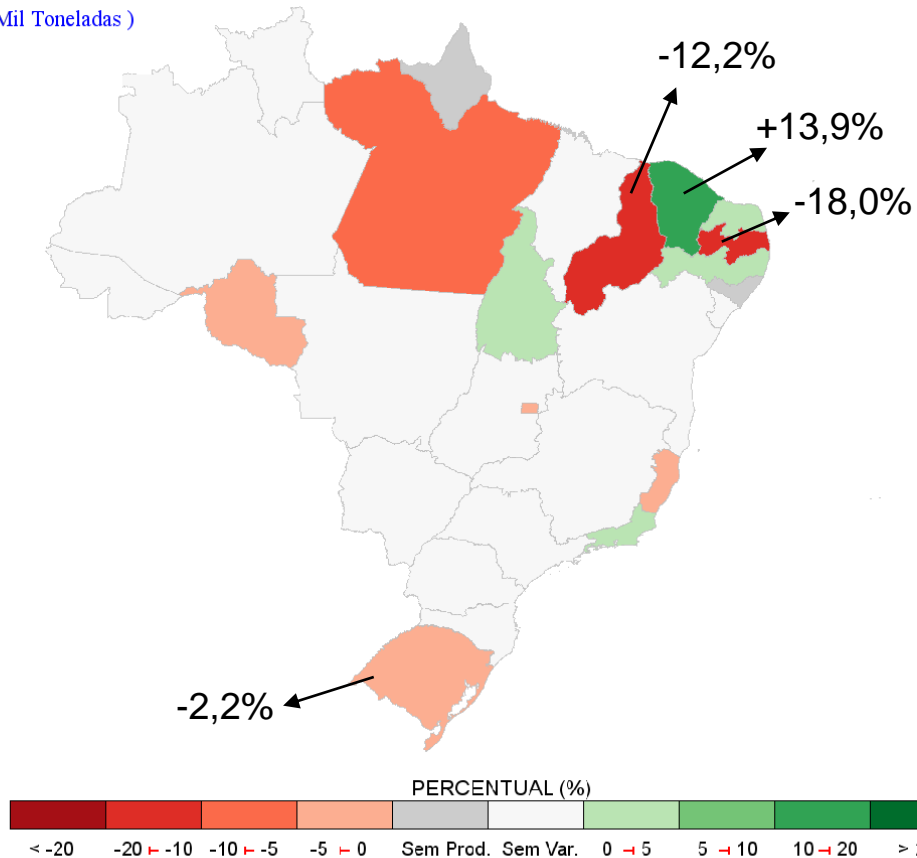 Mil Toneladas )
-12,2%
+13,9%
-18,0%
-2,2%
PERCENTUAL (%)
< -20 -20 ⊢ -10 -10 ⊢ -5 -5 ⊢ 0 Sem Prod. Sem Var. 0 ⊣ 5 5 ⊣ 10 10 ⊣ 20 >